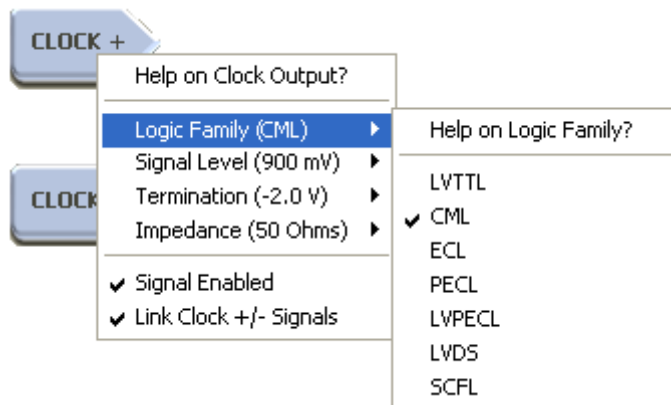 CLOCK +
Help on Clock Output?
Logic Family (CML)
Signal Level (900 mV)
Termination (-2.0 V)
Impedance (50 Ohms)
Signal Enabled
Link Clock +/- Signals
Help on Logic Family?
LVTTL
CML
ECL
PECL
LVPECL
LVDS
SCFL
CLOCK